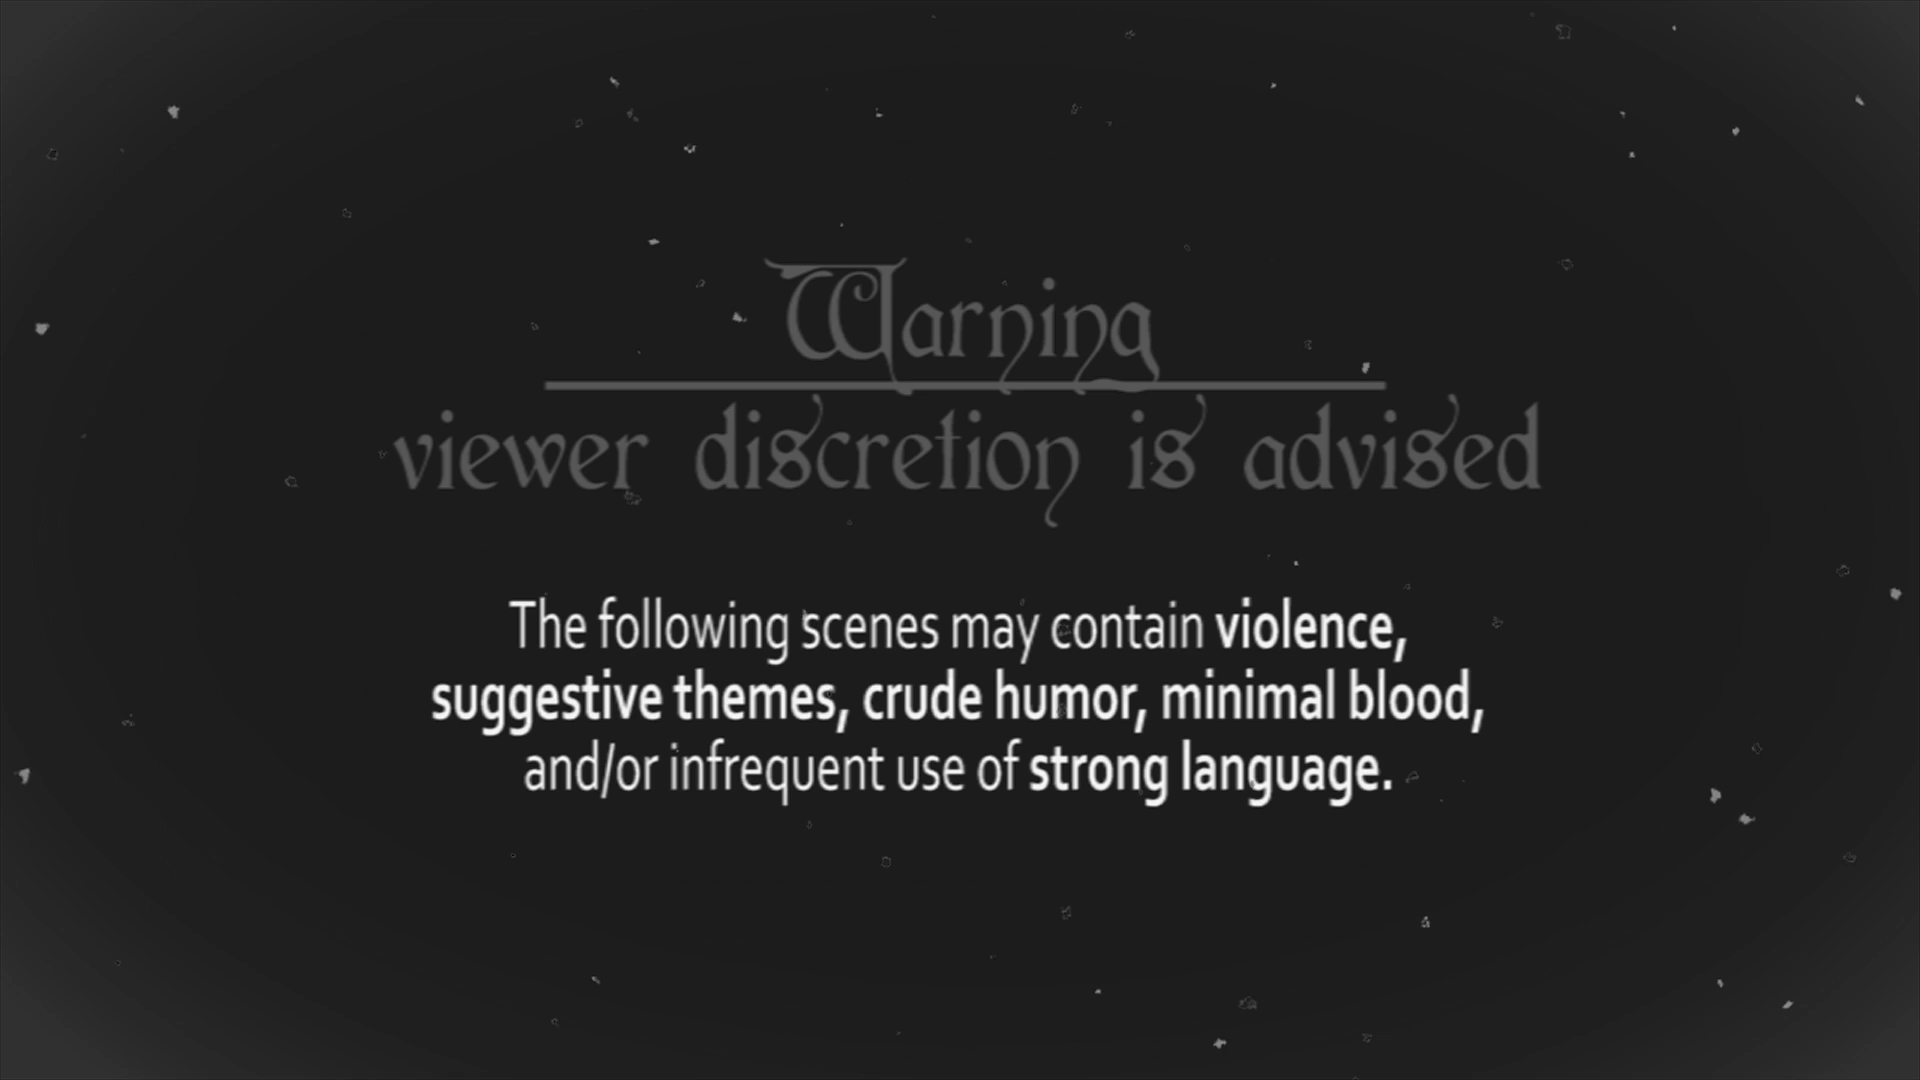 Warning
viewer discretion is advised
The following scenes may contain violence,
suggestive themes, crude humor, minimal blood,
and/or infrequent use of strong language.